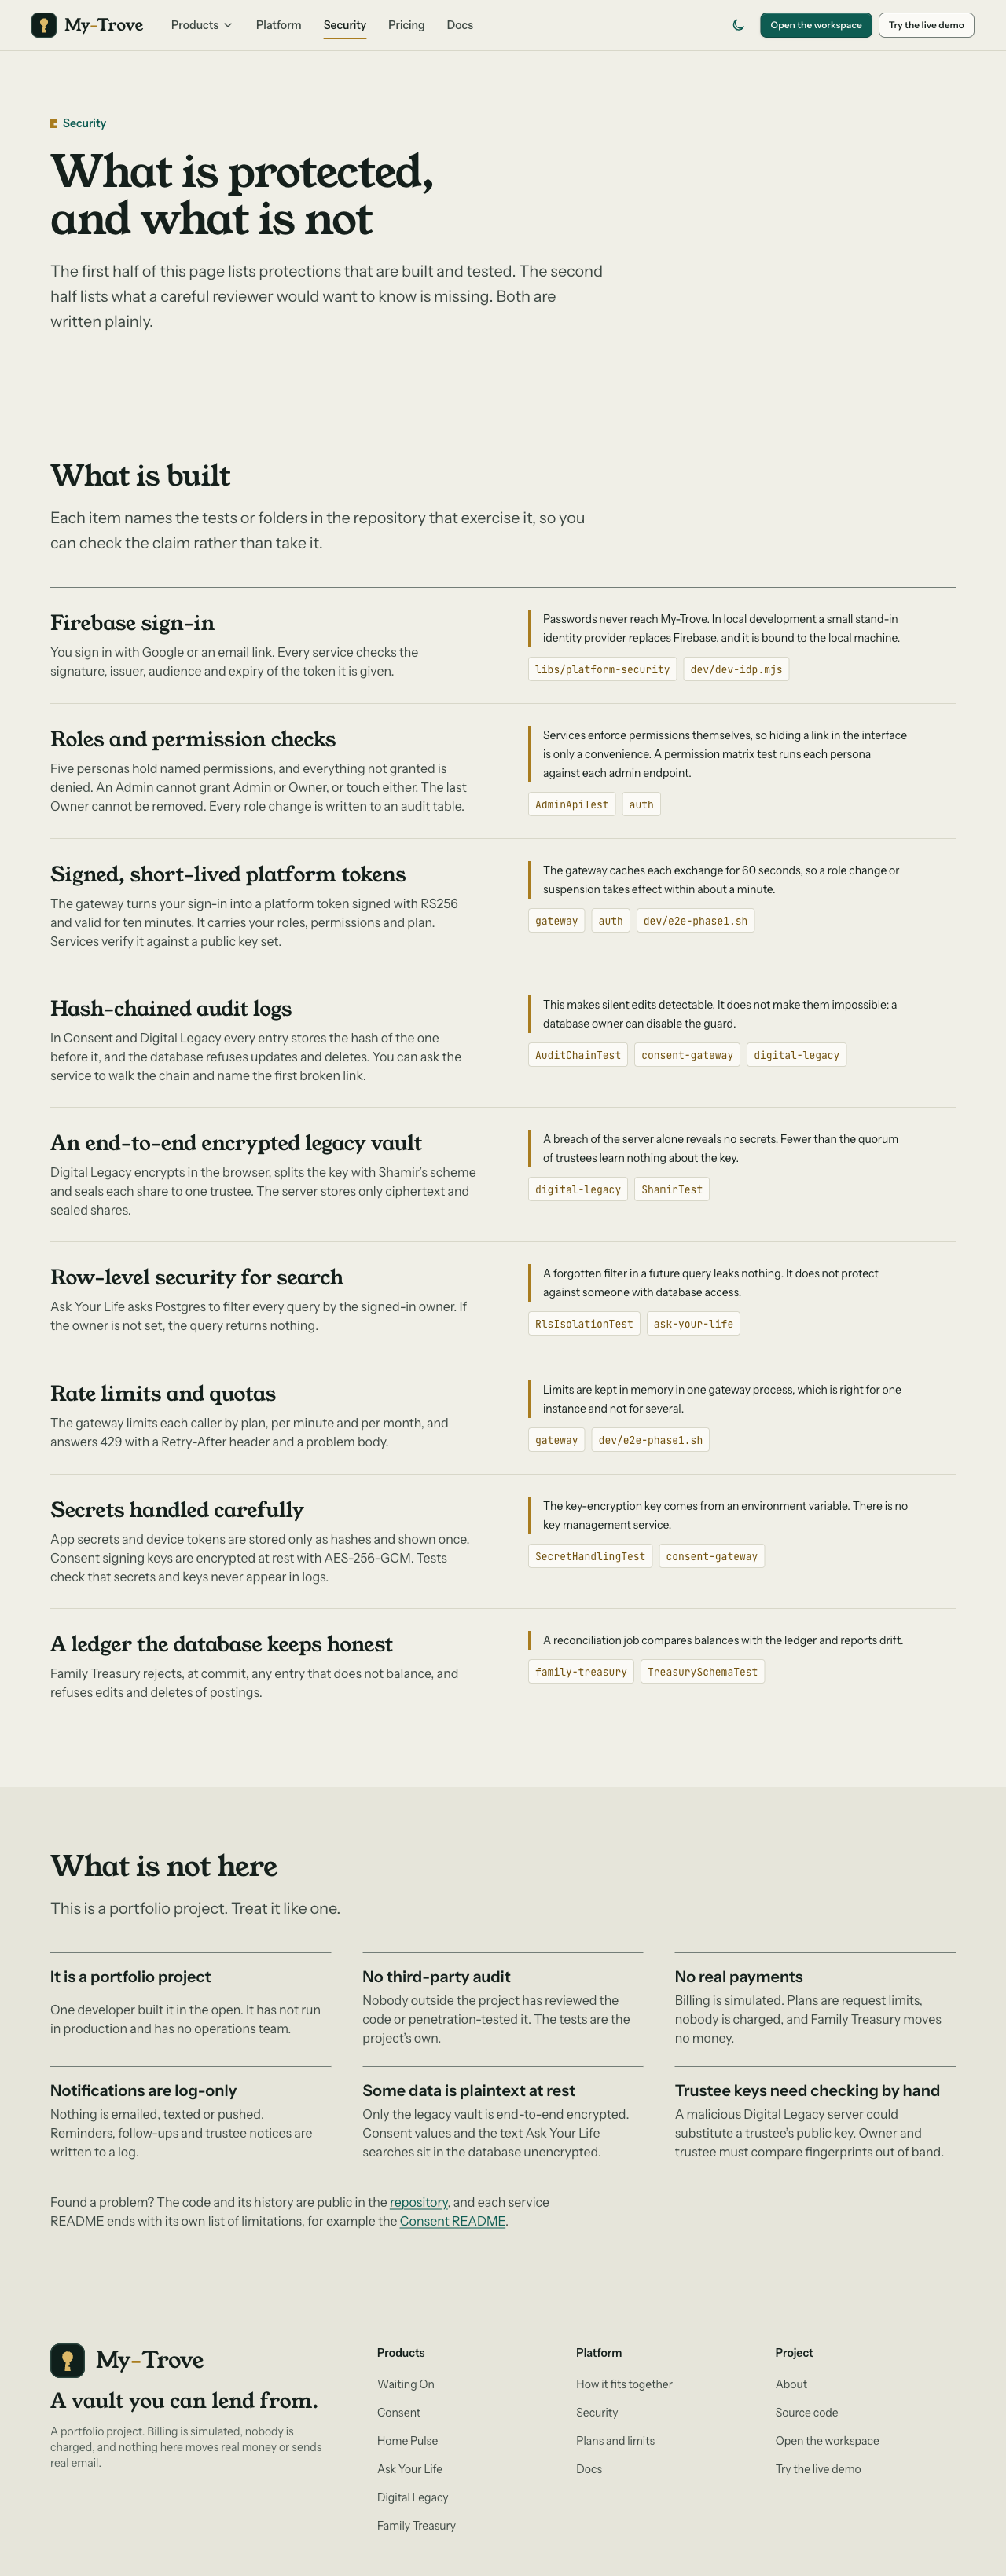 My-Trove
Products
Platform
Security
Pricing
Docs
Open the workspace
Try the live demo
Security
What is protected,
and what is not
The first half of this page lists protections that are built and tested. The second
half lists what a careful reviewer would want to know is missing. Both are
written plainly.
What is built
Each item names the tests or folders in the repository that exercise it, so you
can check the claim rather than take it.
Firebase sign-in
You sign in with Google or an email link. Every service checks the
signature, issuer, audience and expiry of the token it is given.
Passwords never reach My-Trove. In local development a small stand-in
identity provider replaces Firebase, and it is bound to the local machine.
libs/platform-security
dev/dev-idp.mjs
Roles and permission checks
Five personas hold named permissions, and everything not granted is
denied. An Admin cannot grant Admin or Owner, or touch either. The last
Owner cannot be removed. Every role change is written to an audit table.
Services enforce permissions themselves, so hiding a link in the interface
is only a convenience. A permission matrix test runs each persona
against each admin endpoint.
AdminApiTest
auth
Signed, short-lived platform tokens
The gateway turns your sign-in into a platform token signed with RS256
and valid for ten minutes. It carries your roles, permissions and plan.
Services verify it against a public key set.
The gateway caches each exchange for 60 seconds, so a role change or
suspension takes effect within about a minute.
gateway
auth
dev/e2e-phase1.sh
Hash-chained audit logs
In Consent and Digital Legacy every entry stores the hash of the one
before it, and the database refuses updates and deletes. You can ask the
service to walk the chain and name the first broken link.
This makes silent edits detectable. It does not make them impossible: a
database owner can disable the guard.
AuditChainTest
consent-gateway
digital-legacy
An end-to-end encrypted legacy vault
Digital Legacy encrypts in the browser, splits the key with Shamir's scheme
and seals each share to one trustee. The server stores only ciphertext and
sealed shares.
A breach of the server alone reveals no secrets. Fewer than the quorum
of trustees learn nothing about the key.
digital-legacy
ShamirTest
Row-level security for search
Ask Your Life asks Postgres to filter every query by the signed-in owner. If
the owner is not set, the query returns nothing.
A forgotten filter in a future query leaks nothing. It does not protect
against someone with database access.
RlsIsolationTest
ask-your-life
Rate limits and quotas
The gateway limits each caller by plan, per minute and per month, and
answers 429 with a Retry-After header and a problem body.
Limits are kept in memory in one gateway process, which is right for one
instance and not for several.
gateway
dev/e2e-phase1.sh
Secrets handled carefully
App secrets and device tokens are stored only as hashes and shown once.
Consent signing keys are encrypted at rest with AES-256-GCM. Tests
check that secrets and keys never appear in logs.
The key-encryption key comes from an environment variable. There is no
key management service.
SecretHandlingTest
consent-gateway
A ledger the database keeps honest
Family Treasury rejects, at commit, any entry that does not balance, and
refuses edits and deletes of postings.
A reconciliation job compares balances with the ledger and reports drift.
family-treasury
TreasurySchemaTest
What is not here
This is a portfolio project. Treat it like one.
It is a portfolio project
One developer built it in the open. It has not run
in production and has no operations team.
No third-party audit
Nobody outside the project has reviewed the
code or penetration-tested it. The tests are the
project's own.
No real payments
Billing is simulated. Plans are request limits,
nobody is charged, and Family Treasury moves
no money.
Notifications are log-only
Nothing is emailed, texted or pushed.
Reminders, follow-ups and trustee notices are
written to a log.
Some data is plaintext at rest
Only the legacy vault is end-to-end encrypted.
Consent values and the text Ask Your Life
searches sit in the database unencrypted.
Trustee keys need checking by hand
A malicious Digital Legacy server could
substitute a trustee's public key. Owner and
trustee must compare fingerprints out of band.
Found a problem? The code and its history are public in the repository, and each service
README ends with its own list of limitations, for example the Consent README.
My-Trove
A vault you can lend from.
A portfolio project. Billing is simulated, nobody is
charged, and nothing here moves real money or sends
real email.
Products
Waiting On
Consent
Home Pulse
Ask Your Life
Digital Legacy
Family Treasury
Platform
How it fits together
Security
Plans and limits
Docs
Project
About
Source code
Open the workspace
Try the live demo